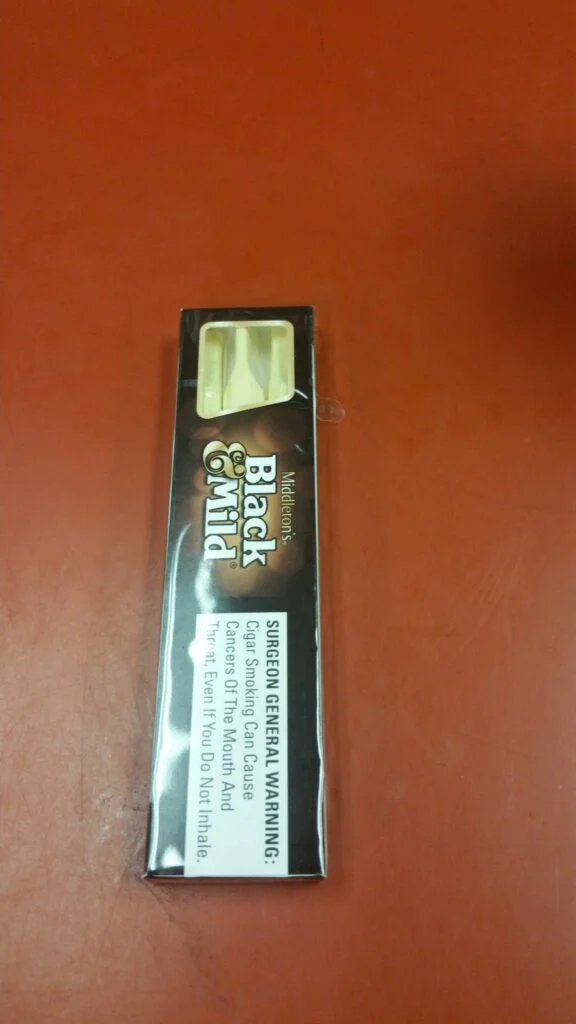 Middleton's
Black
& Mild®
SURGEON GENERAL WARNING:
Cigar Smoking Can Cause
Cancers Of The Mouth And
Throat, Even If You Do Not Inhale.